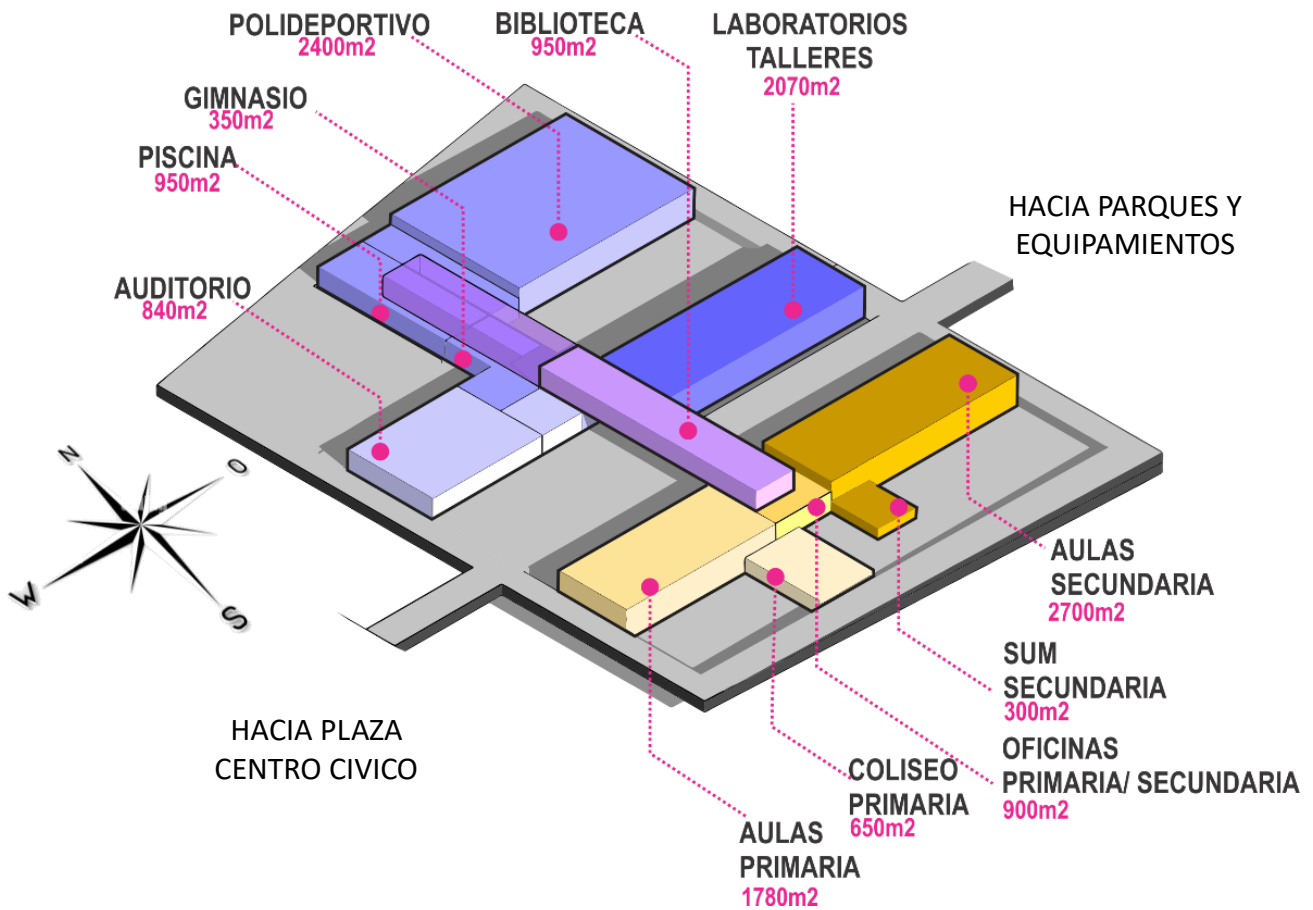 POLIDEPORTIVO
2400m2
BIBLIOTECA
950m2
LABORATORIOS
TALLERES
2070m2
GIMNASIO
350m2
PISCINA
950m2
HACIA PARQUES Y
EQUIPAMIENTOS
AUDITORIO
840m2
N
O
W
S
AULAS
SECUNDARIA
2700m2
SUM
SECUNDARIA
300m2
HACIA PLAZA
CENTRO CIVICO
OFICINAS
PRIMARIA/ SECUNDARIA
900m2
COLISEO
PRIMARIA
650m2
AULAS
PRIMARIA
1780m2